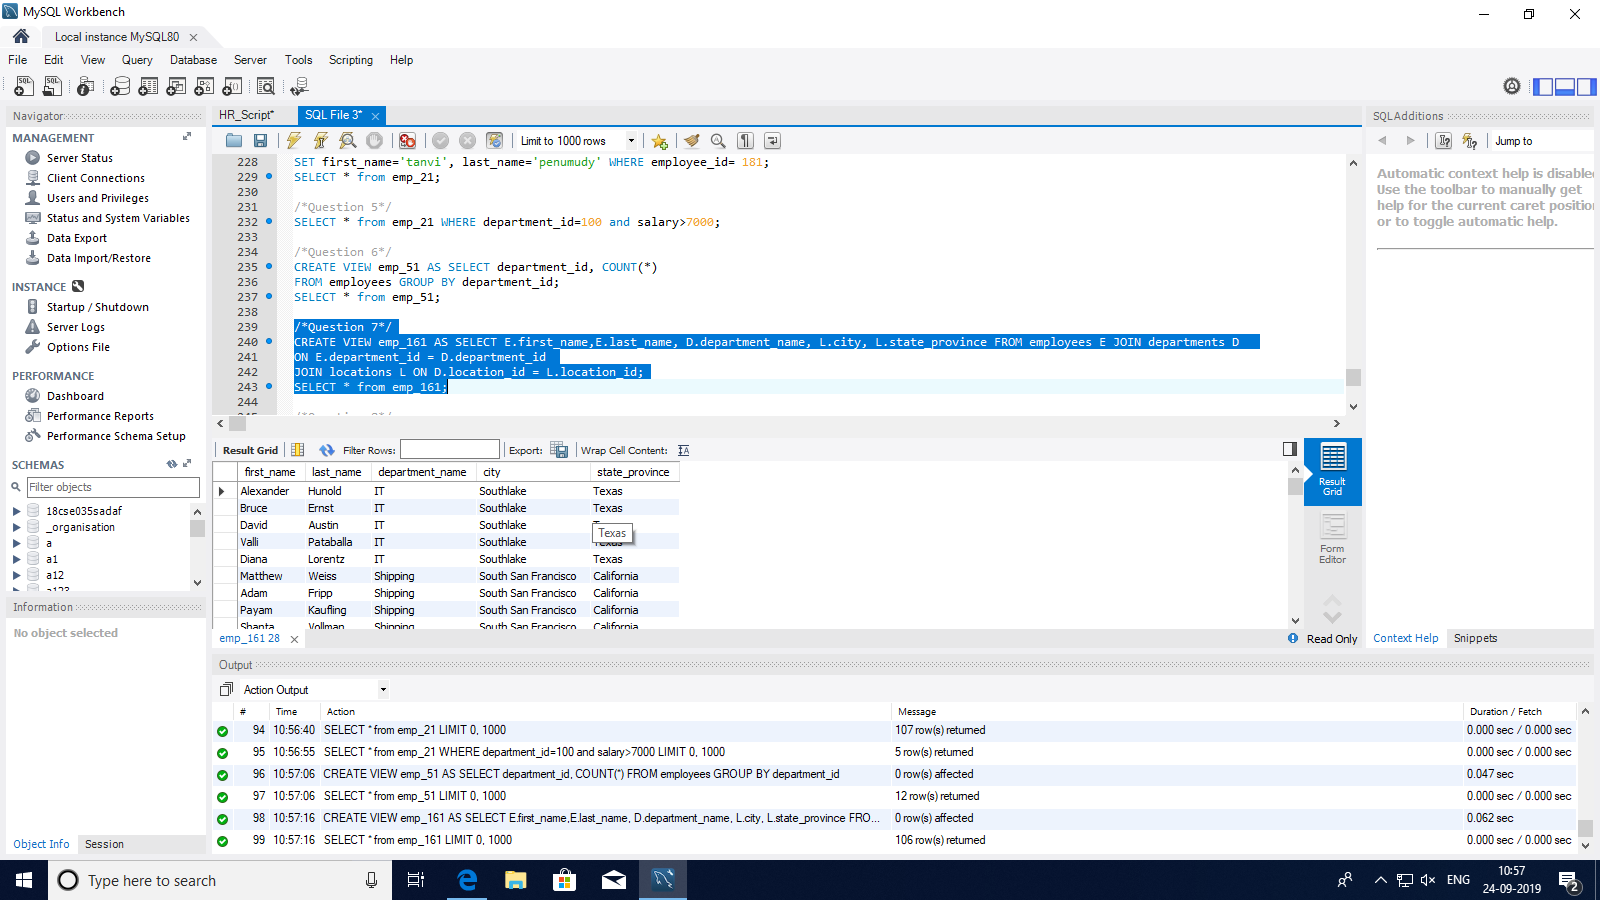 MySQL Workbench
Local instance MySQL80
File Edit View Query Database Server Tools Scripting Help
Navigator
MANAGEMENT
Server Status
Client Connections
Users and Privileges
Status and System Variables
Data Export
Data Import/Restore
INSTANCE
Startup / Shutdown
Server Logs
Options File
PERFORMANCE
Dashboard
Performance Reports
Performance Schema Setup
SCHEMAS
Filter objects
18cse035sadaf
_organisation
a
a1
a12
a123
Information
No object selected
Object Info Session
HR_Script* SQL File 3*
Limit to 1000 rows
228 SET first_name='tanvi', last_name='penumudy' WHERE employee_id= 181;
229 SELECT * from emp_21;
230
231 /*Question 5*/
232 SELECT * from emp_21 WHERE department_id=100 and salary>7000;
233
234 /*Question 6*/
235 CREATE VIEW emp_51 AS SELECT department_id, COUNT(*)
236 FROM employees GROUP BY department_id;
237 SELECT * from emp_51;
238
239 /*Question 7*/
240 CREATE VIEW emp_161 AS SELECT E.first_name,E.last_name, D.department_name, L.city, L.state_province FROM employees E JOIN departments D
241 ON E.department_id = D.department_id
242 JOIN locations L ON D.location_id = L.location_id;
243 SELECT * from emp_161;
244
Result Grid Filter Rows: Export: Wrap Cell Content:
first_name last_name department_name city state_province
Alexander Hunold IT Southlake Texas
Bruce Ernst IT Southlake Texas
David Austin IT Southlake
Texas
Valli Pataballa IT Southlake Texas
Diana Lorentz IT Southlake Texas
Matthew Weiss Shipping South San Francisco California
Adam Fripp Shipping South San Francisco California
Payam Kaufling Shipping South San Francisco California
Shanta Vollman Shipping South San Francisco California
Result Grid
Form Editor
emp_161 28
Read Only
SQLAdditions
Jump to
Automatic context help is disable
Use the toolbar to manually get
help for the current caret positio
or to toggle automatic help.
Context Help Snippets
Output
Action Output
# Time Action Message Duration / Fetch
94 10:56:40 SELECT * from emp_21 LIMIT 0, 1000 107 row(s) returned 0.000 sec / 0.000 sec
95 10:56:55 SELECT * from emp_21 WHERE department_id=100 and salary>7000 LIMIT 0, 1000 5 row(s) returned 0.000 sec / 0.000 sec
96 10:57:06 CREATE VIEW emp_51 AS SELECT department_id, COUNT(*) FROM employees GROUP BY department_id 0 row(s) affected 0.047 sec
97 10:57:06 SELECT * from emp_51 LIMIT 0, 1000 12 row(s) returned 0.000 sec / 0.000 sec
98 10:57:16 CREATE VIEW emp_161 AS SELECT E.first_name,E.last_name, D.department_name, L.city, L.state_province FRO... 0 row(s) affected 0.062 sec
99 10:57:16 SELECT * from emp_161 LIMIT 0, 1000 106 row(s) returned 0.000 sec / 0.000 sec
Type here to search
ENG
10:57
24-09-2019
2